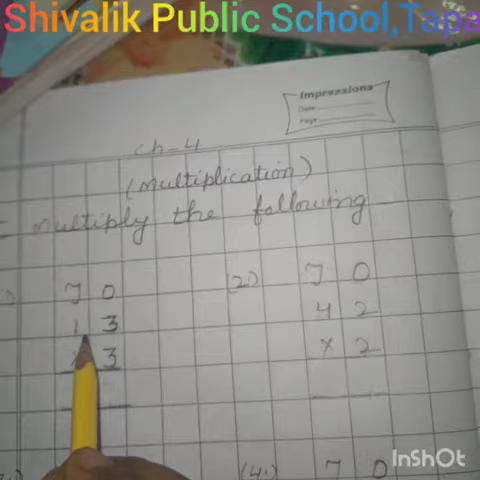 Shivalik Public School,Tapa
Impressions
Date
Page
Ch-4
(Multiplication)
multiply the following
T O
1 3
x 3
(2.) T O
4 2
x 2
(4.) T O
InShOt